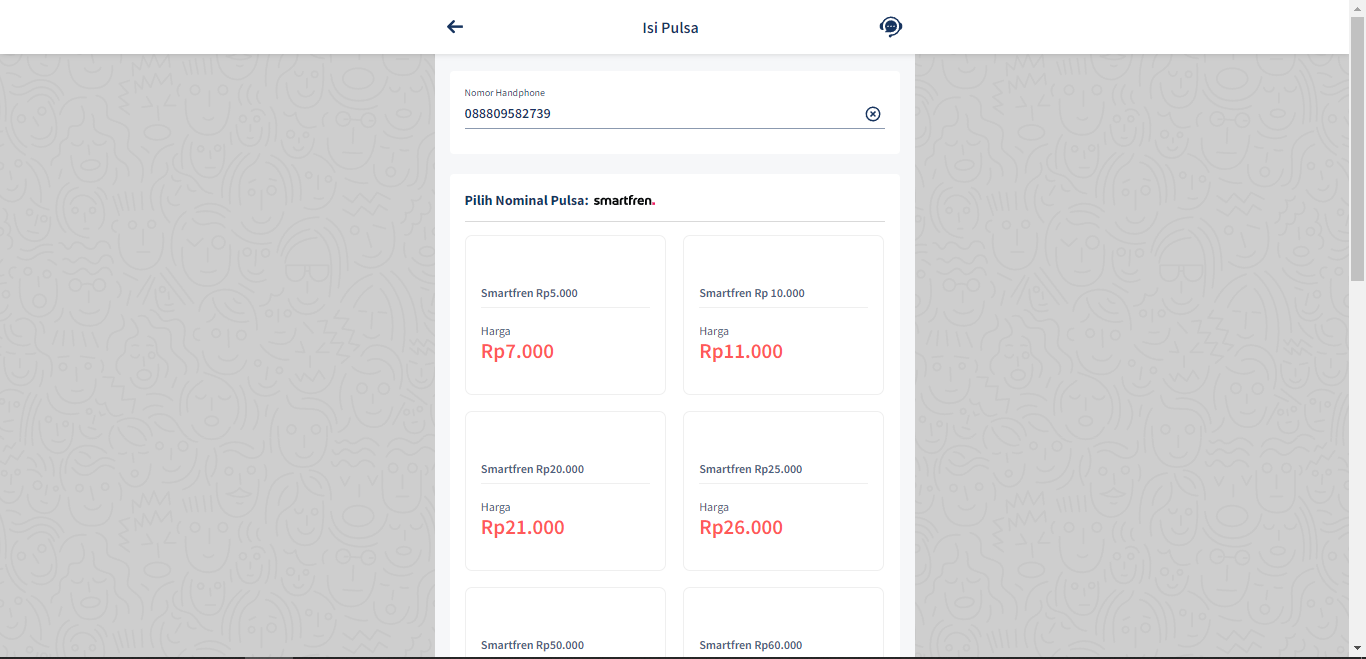 Isi Pulsa
Nomor Handphone
088809582739
Pilih Nominal Pulsa: smartfren.
Smartfren Rp5.000
Harga
Rp7.000
Smartfren Rp 10.000
Harga
Rp11.000
Smartfren Rp20.000
Harga
Rp21.000
Smartfren Rp25.000
Harga
Rp26.000
Smartfren Rp50.000
Smartfren Rp60.000